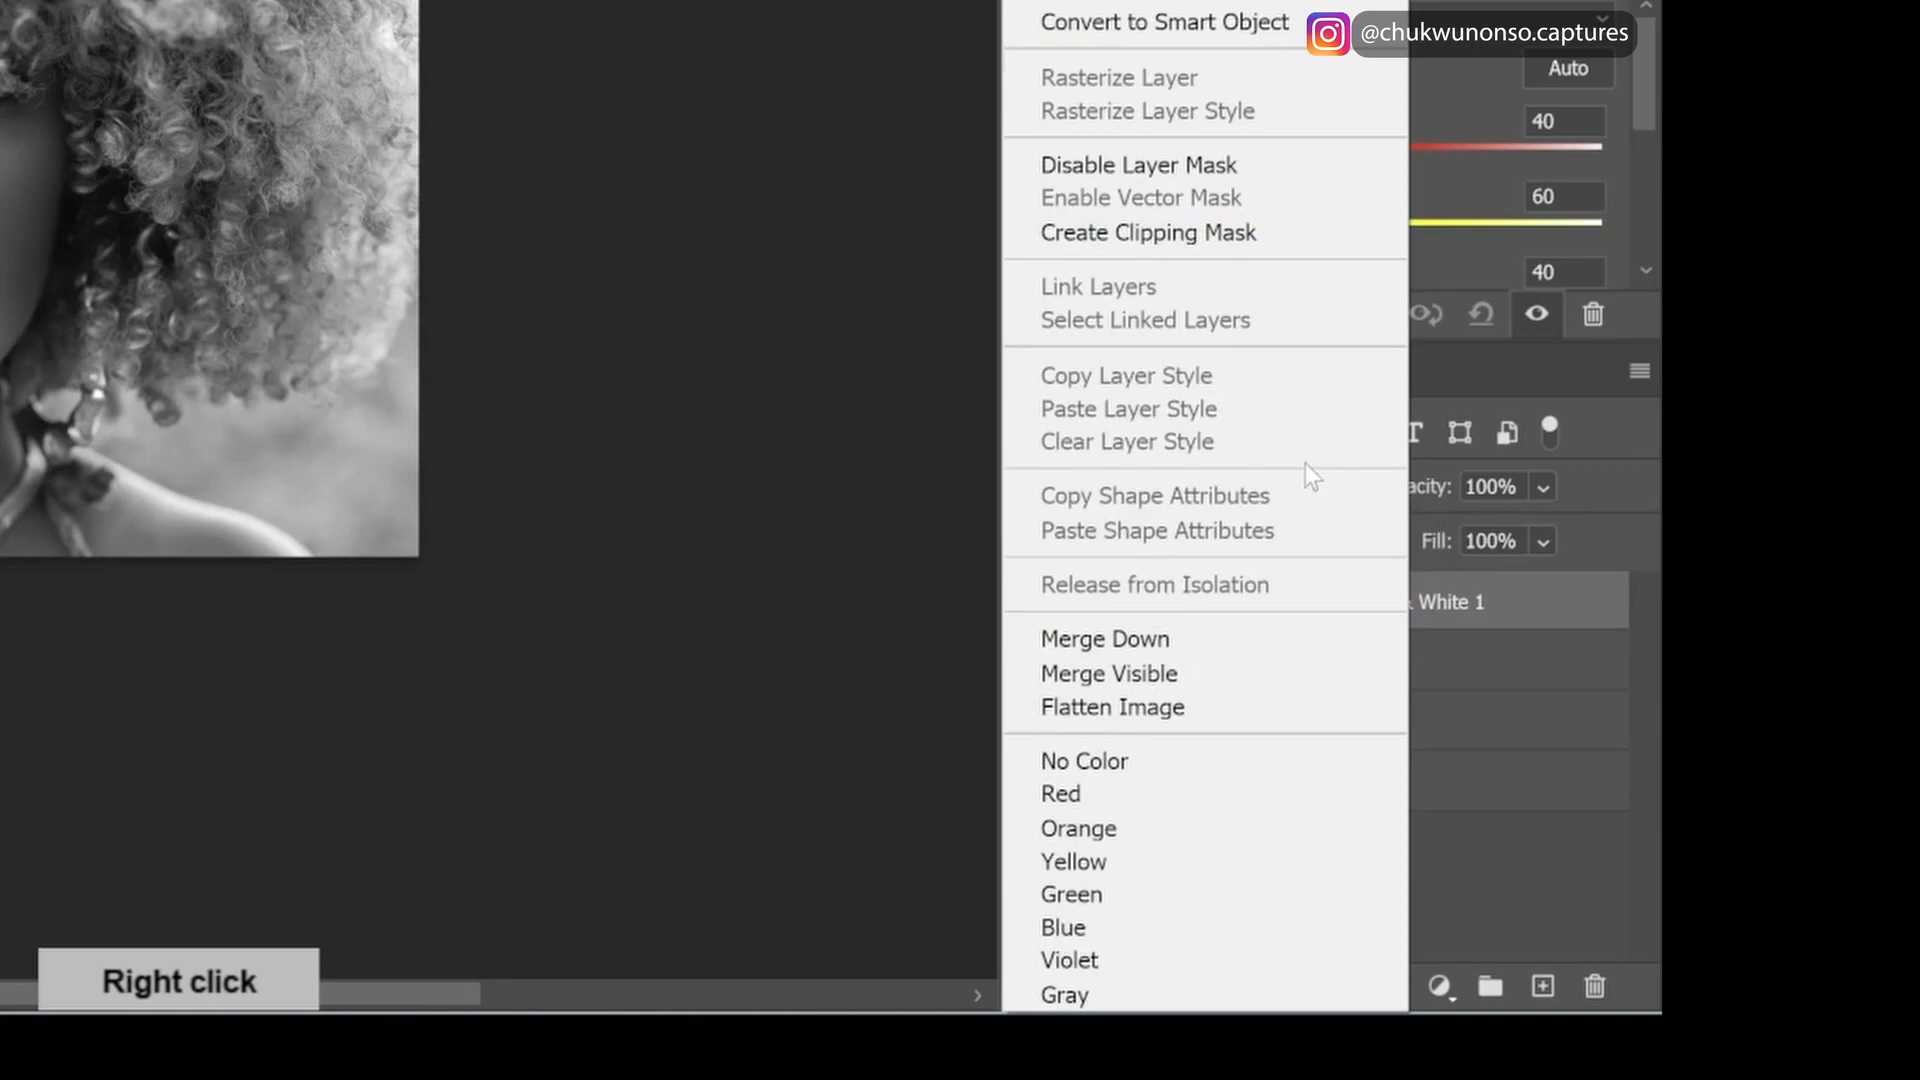 Convert to Smart Object
@chukwunonso.captures
Auto
Rasterize Layer
Rasterize Layer Style
40
Disable Layer Mask
Enable Vector Mask
Create Clipping Mask
60
Link Layers
Select Linked Layers
40
Copy Layer Style
Paste Layer Style
Clear Layer Style
Copy Shape Attributes
Paste Shape Attributes
acity: 100%
Fill: 100%
Release from Isolation
White 1
Merge Down
Merge Visible
Flatten Image
No Color
Red
Orange
Yellow
Green
Blue
Violet
Gray
Right click